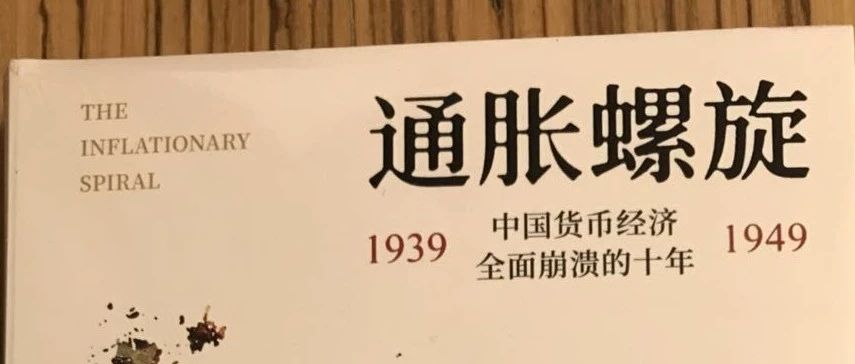 THE
INFLATIONARY
SPIRAL
通胀螺旋
1939
中国货币经济
全面崩溃的十年
1949